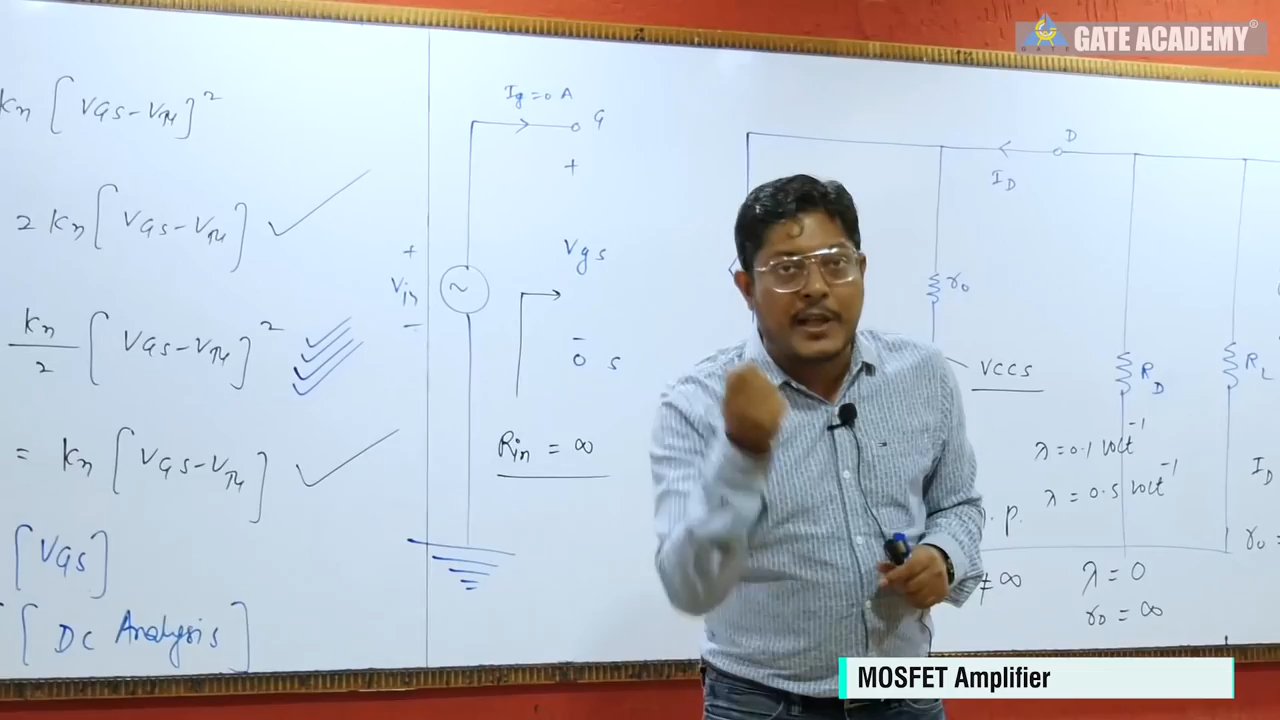 GATE ACADEMY®
GATE
Kn [VGS-VTh]²
2 Kn [VGS-VTh]
Kn/2 [VGS-VTh]²
= Kn [VGS-VTh]
[VGS]
[DC Analysis]
Ig=0 A
G
+
+
Vin
-
~
Vgs
-
S
Rin = ∞
D
ID
r0
VCCS
RD
RL
λ=0.1 Volt⁻¹
λ=0.5 Volt⁻¹
.p.
≠∞
λ=0
r0=∞
ID
r0=
MOSFET Amplifier